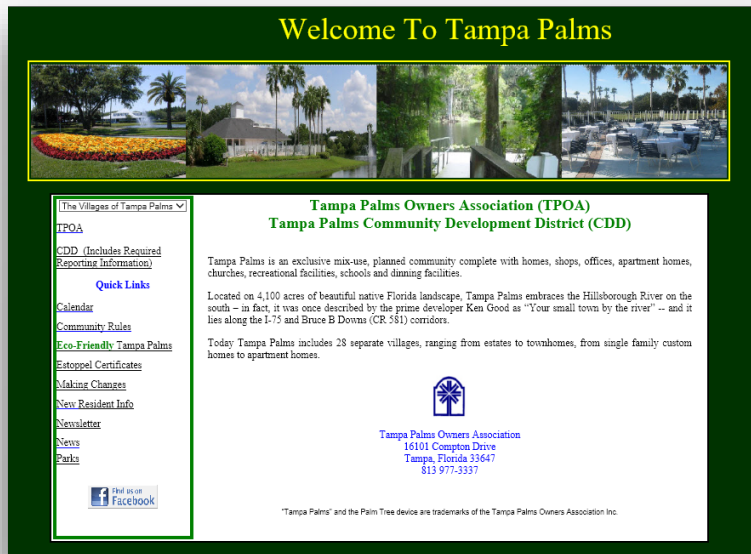 Welcome To Tampa Palms
The Villages of Tampa Palms
TPOA
CDD (Includes Required
Reporting Information)
Quick Links
Calendar
Community Rules
Eco-Friendly Tampa Palms
Estoppel Certificates
Making Changes
New Resident Info
Newsletter
News
Parks
Find us on
Facebook
Tampa Palms Owners Association (TPOA)
Tampa Palms Community Development District (CDD)
Tampa Palms is an exclusive mix-use, planned community complete with homes, shops, offices, apartment homes,
churches, recreational facilities, schools and dinning facilities.
Located on 4,100 acres of beautiful native Florida landscape, Tampa Palms embraces the Hillsborough River on the
south – in fact, it was once described by the prime developer Ken Good as “Your small town by the river” -- and it
lies along the I-75 and Bruce B Downs (CR 581) corridors.
Today Tampa Palms includes 28 separate villages, ranging from estates to townhomes, from single family custom
homes to apartment homes.
Tampa Palms Owners Association
16101 Compton Drive
Tampa, Florida 33647
813 977-3337
"Tampa Palms" and the Palm Tree device are trademarks of the Tampa Palms Owners Association Inc.